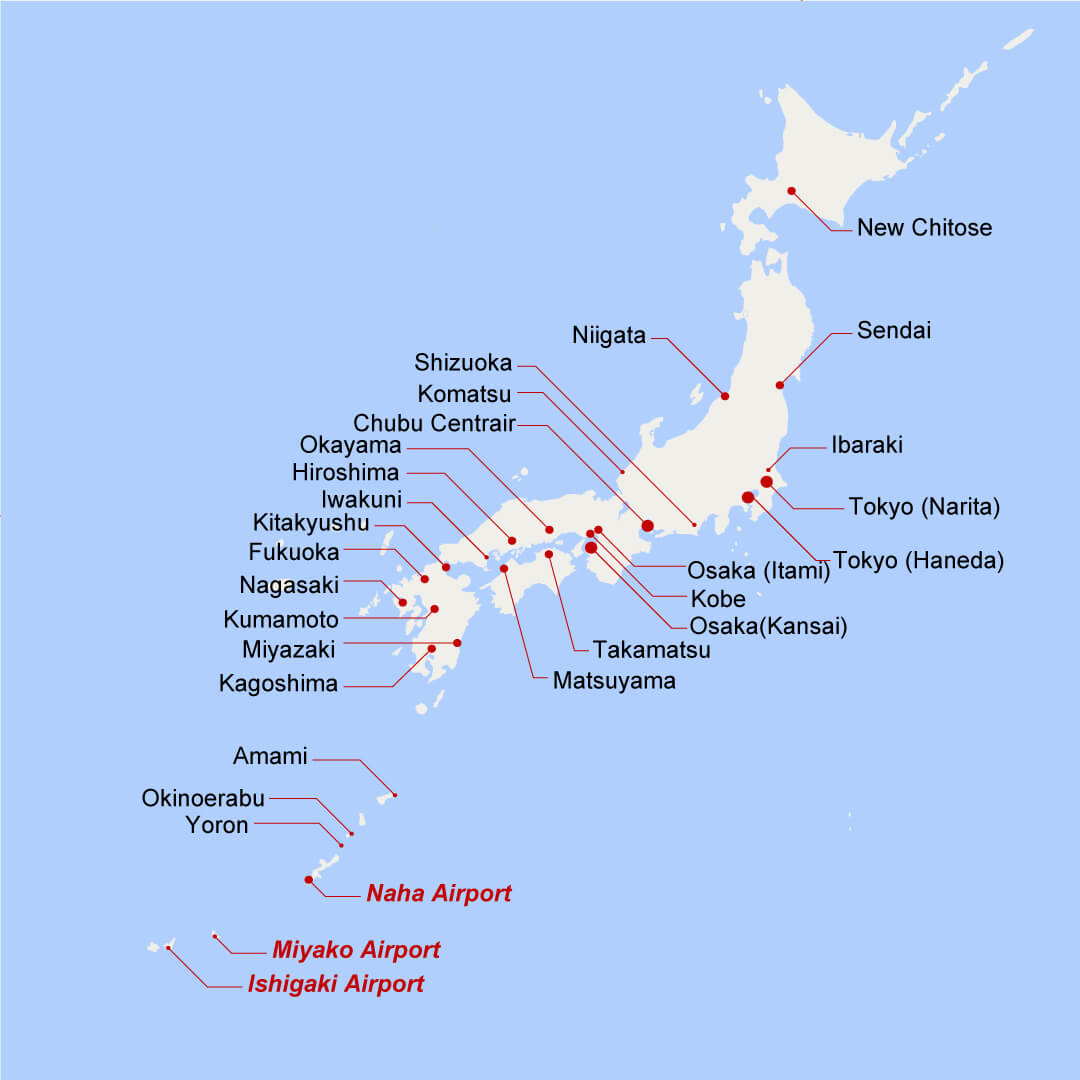 New Chitose
Sendai
Niigata
Shizuoka
Komatsu
Chubu Centrair
Okayama
Hiroshima
Iwakuni
Kitakyushu
Fukuoka
Nagasaki
Kumamoto
Miyazaki
Kagoshima
Ibaraki
Tokyo (Narita)
Tokyo (Haneda)
Osaka (Itami)
Kobe
Osaka(Kansai)
Takamatsu
Matsuyama
Amami
Okinoerabu
Yoron
Naha Airport
Miyako Airport
Ishigaki Airport